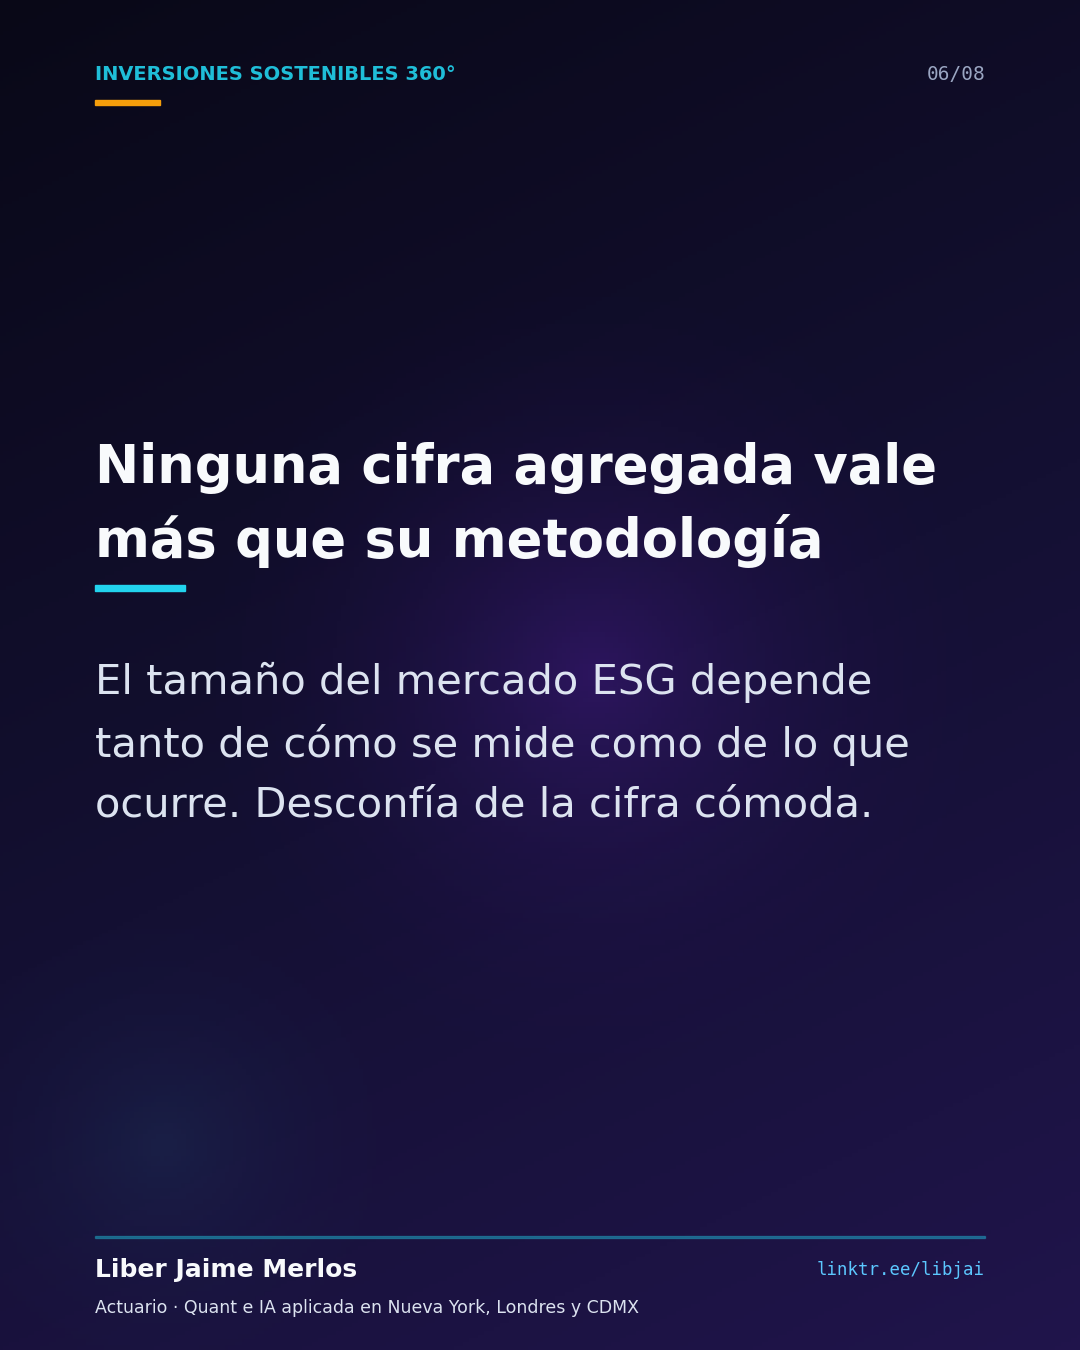 INVERSIONES SOSTENIBLES 360°
06/08
Ninguna cifra agregada vale
más que su metodología
El tamaño del mercado ESG depende
tanto de cómo se mide como de lo que
ocurre. Desconfía de la cifra cómoda.
Liber Jaime Merlos
linktr.ee/libjai
Actuario · Quant e IA aplicada en Nueva York, Londres y CDMX